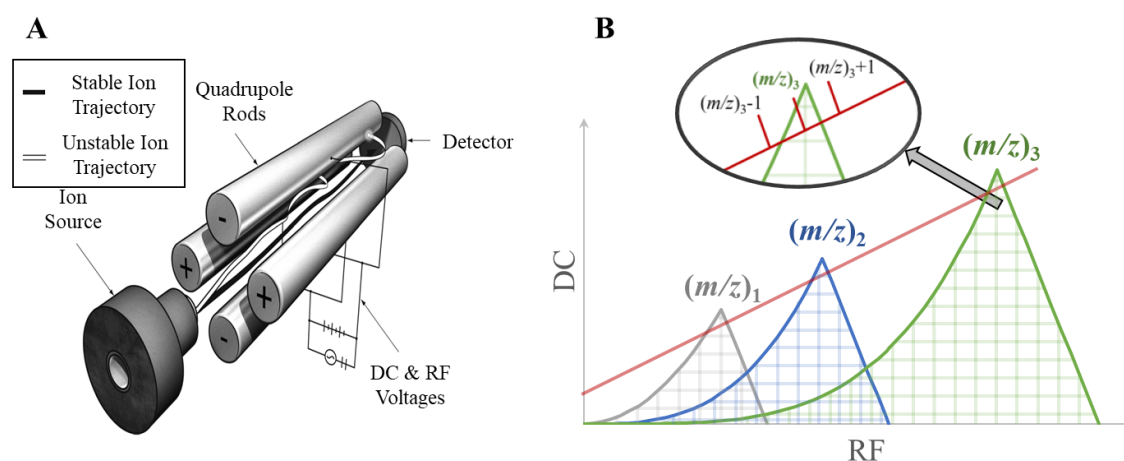 A
Stable Ion
Trajectory
Unstable Ion
Trajectory
Ion
Source
Quadrupole
Rods
Detector
-
+
+
-
DC & RF
Voltages
B
(m/z)3-1
(m/z)3
(m/z)3+1
(m/z)1
(m/z)2
(m/z)3
DC
RF